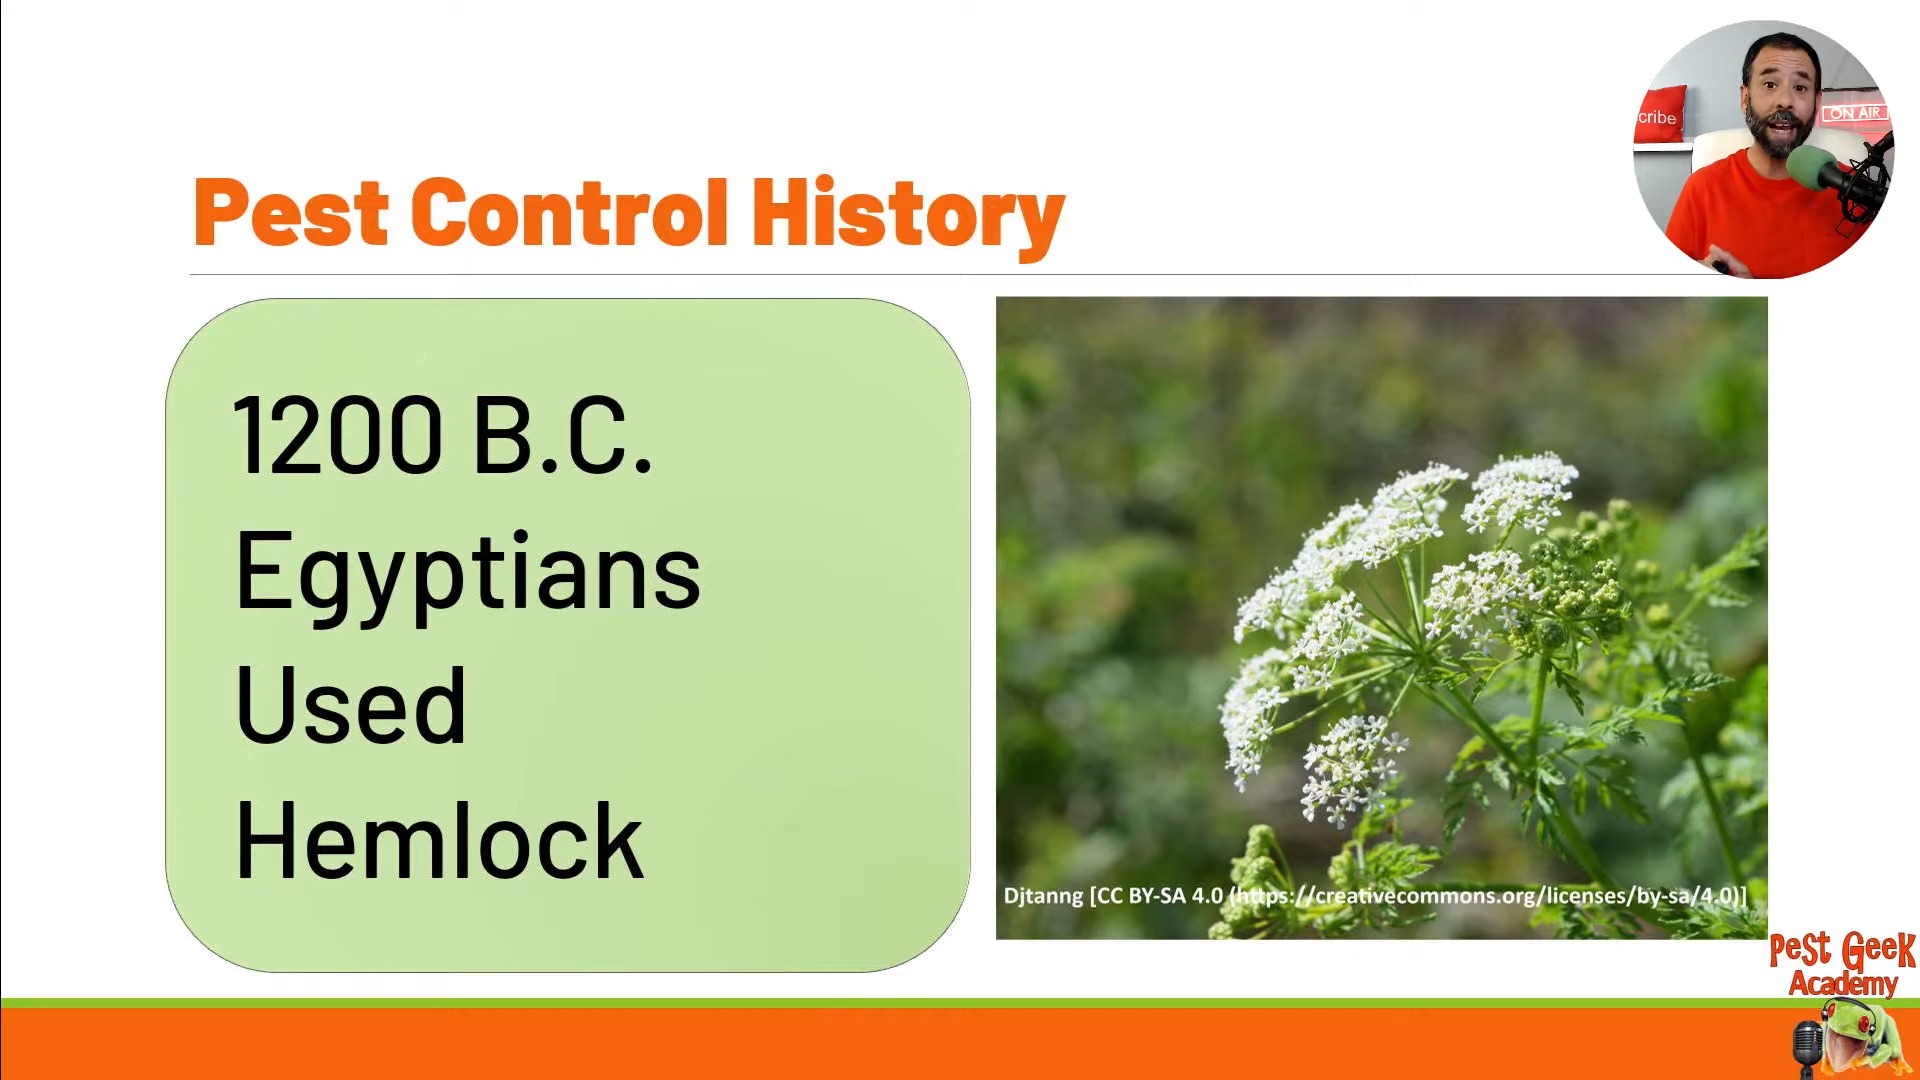 cribe
ON AIR
Pest Control History
1200 B.C.
Egyptians
Used
Hemlock
Djtanng [CC BY-SA 4.0 (https://creativecommons.org/licenses/by-sa/4.0)]
PeSt GeeK
Academy